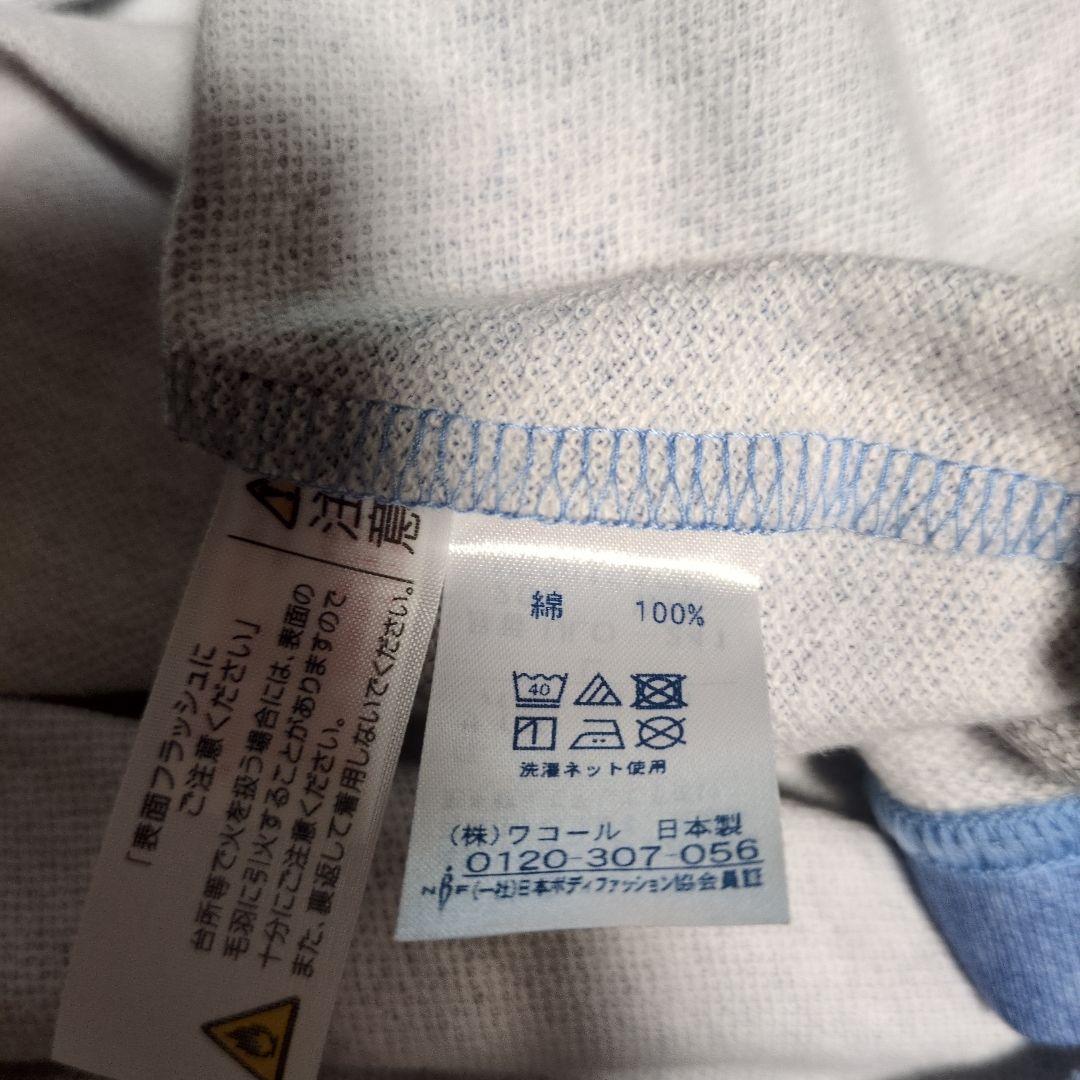 注意
「表面フラッシュに
ご注意ください」
台所等で火を扱う場合には、表面の
毛羽に引火することがありますので
十分にご注意ください。
また、裏返して着用しないでください。
綿 100%
40
洗濯ネット使用
(株)ワコール 日本製
0120-307-056
NBF(一社)日本ボディファッション協会会員証